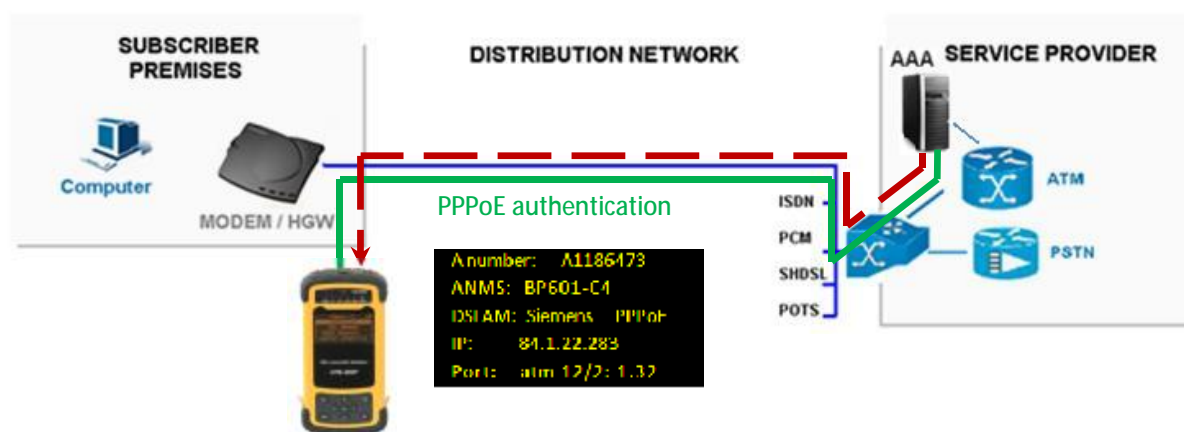 SUBSCRIBER
PREMISES
DISTRIBUTION NETWORK
AAA
SERVICE PROVIDER
Computer
MODEM / HGW
PPPoE authentication
ISDN
PCM
SHDSL
POTS
ATM
PSTN
A number: A1186473
ANMS: BP601-C4
DSLAM: Siemens PPPoE
IP: 84.1.22.283
Port: atm 12/2: 1.32